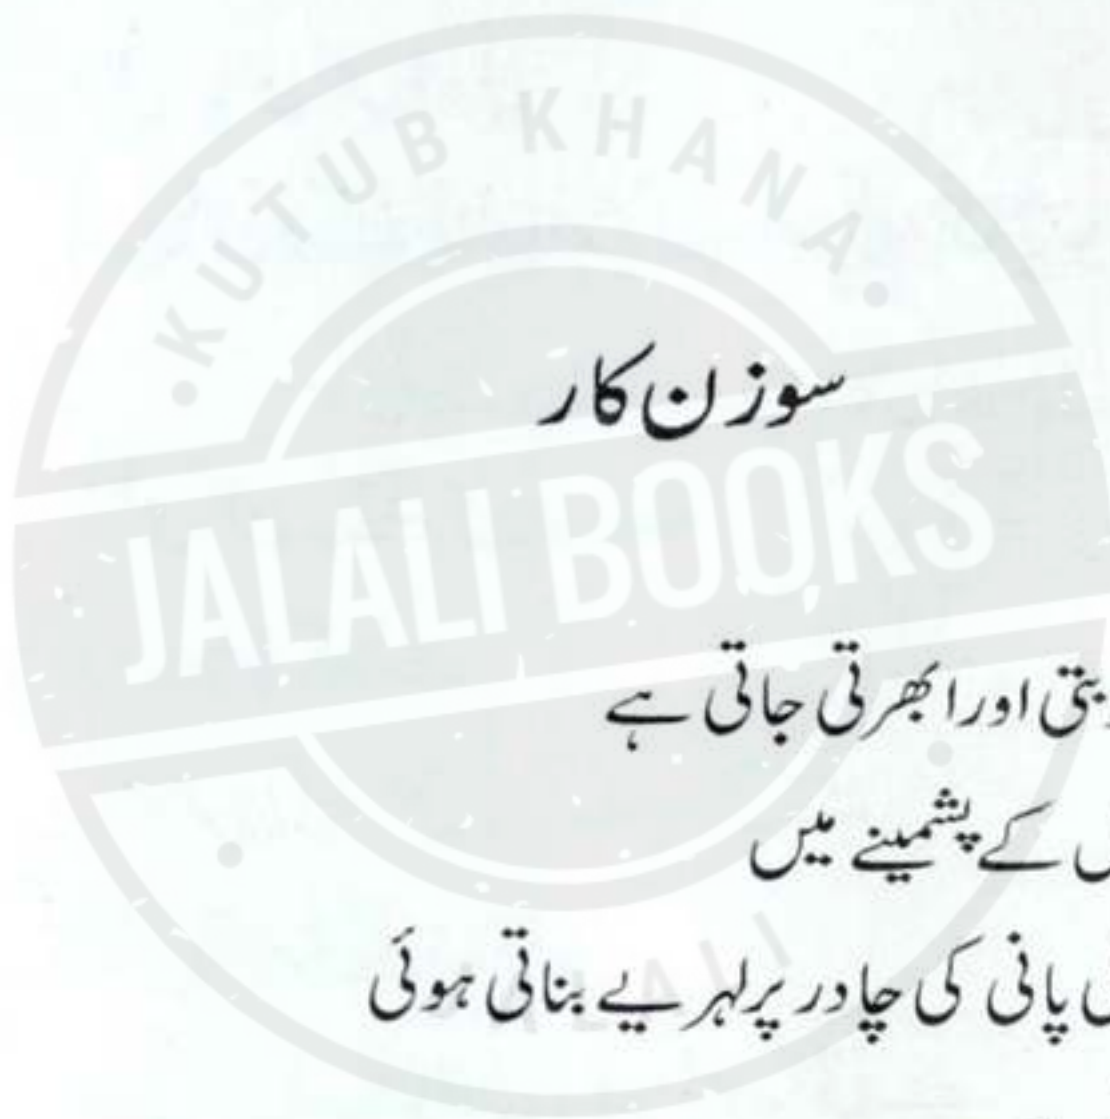 KUTUB KHANA
سوزن کار
JALALI BOOKS
اور ابھرتی جاتی ہے
کے پشمینے میں
پانی کی چادر پر لہریے بناتی ہوئی